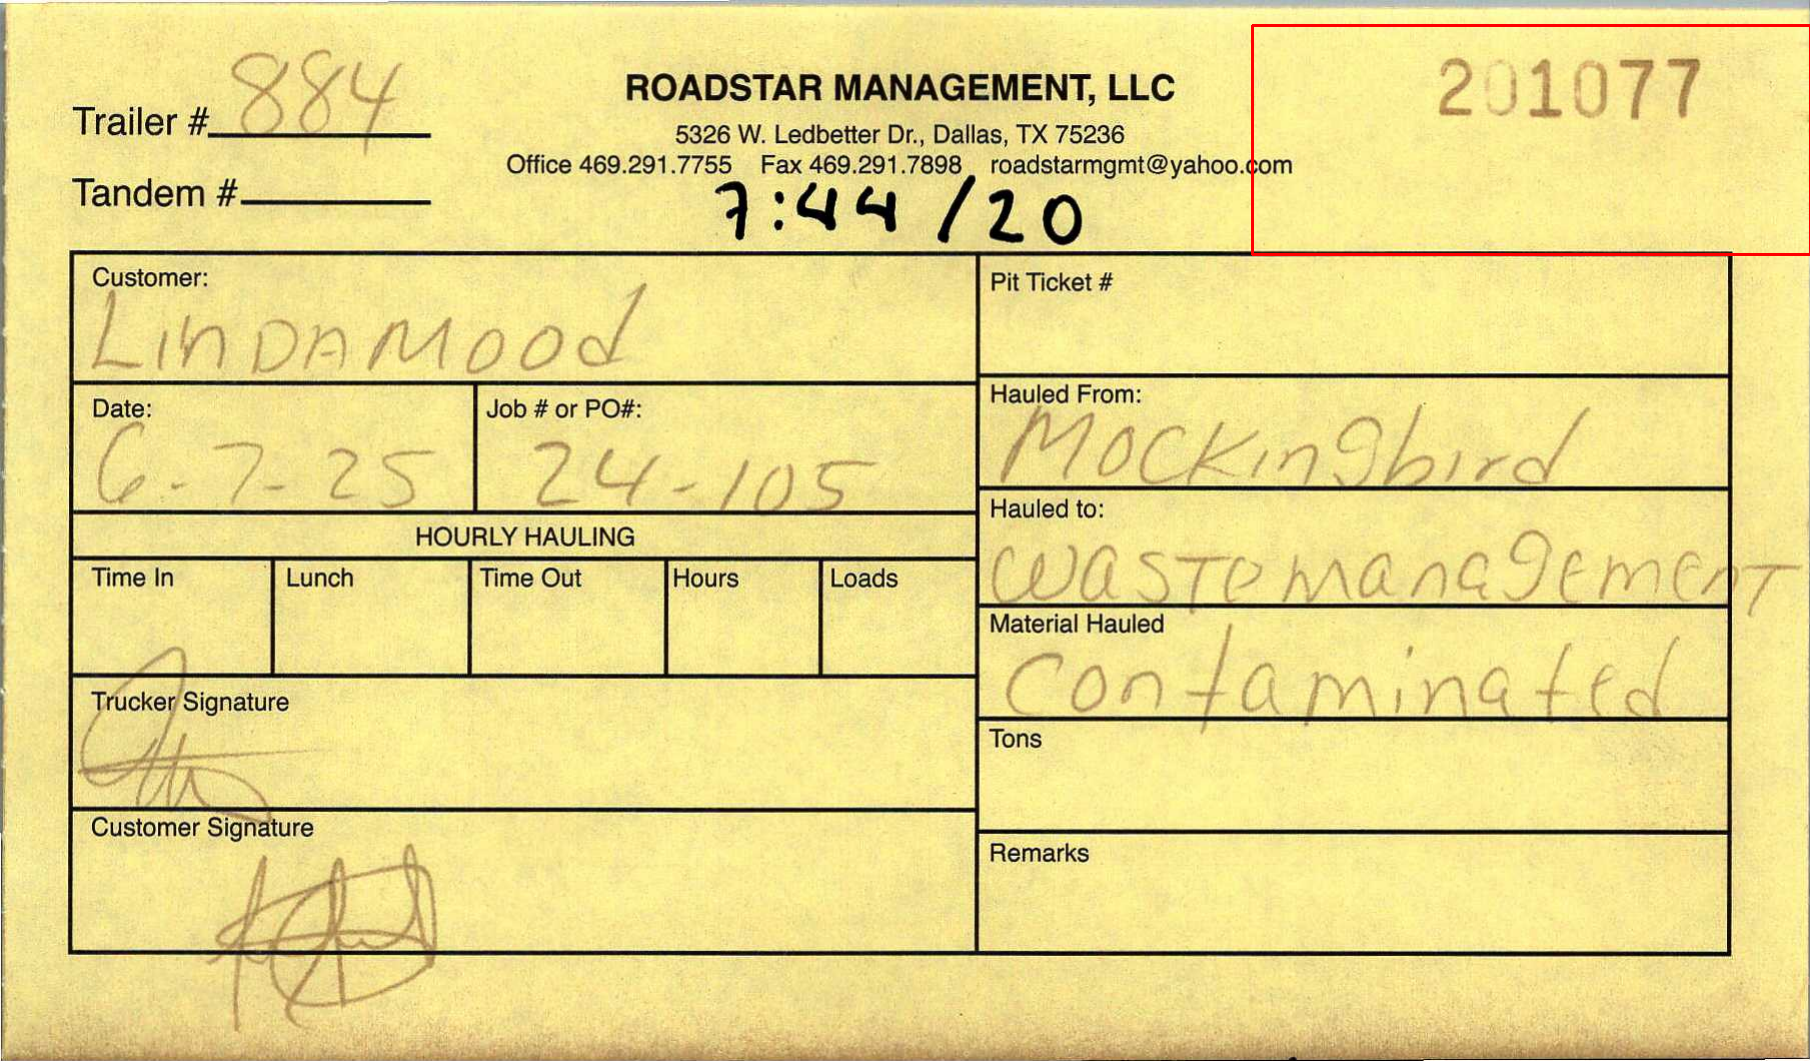 Trailer # 884
Tandem #
ROADSTAR MANAGEMENT, LLC
5326 W. Ledbetter Dr., Dallas, TX 75236
Office 469.291.7755 Fax 469.291.7898 roadstarmgmt@yahoo.com
7:44 /20
201077
Customer:
LinDAMood
Date:
6-7-25
Job # or PO#:
24-105
HOURLY HAULING
Time In
Lunch
Time Out
Hours
Loads
Trucker Signature
Customer Signature
Pit Ticket #
Hauled From:
Mockingbird
Hauled to:
Wastemanagement
Material Hauled
Contaminated
Tons
Remarks